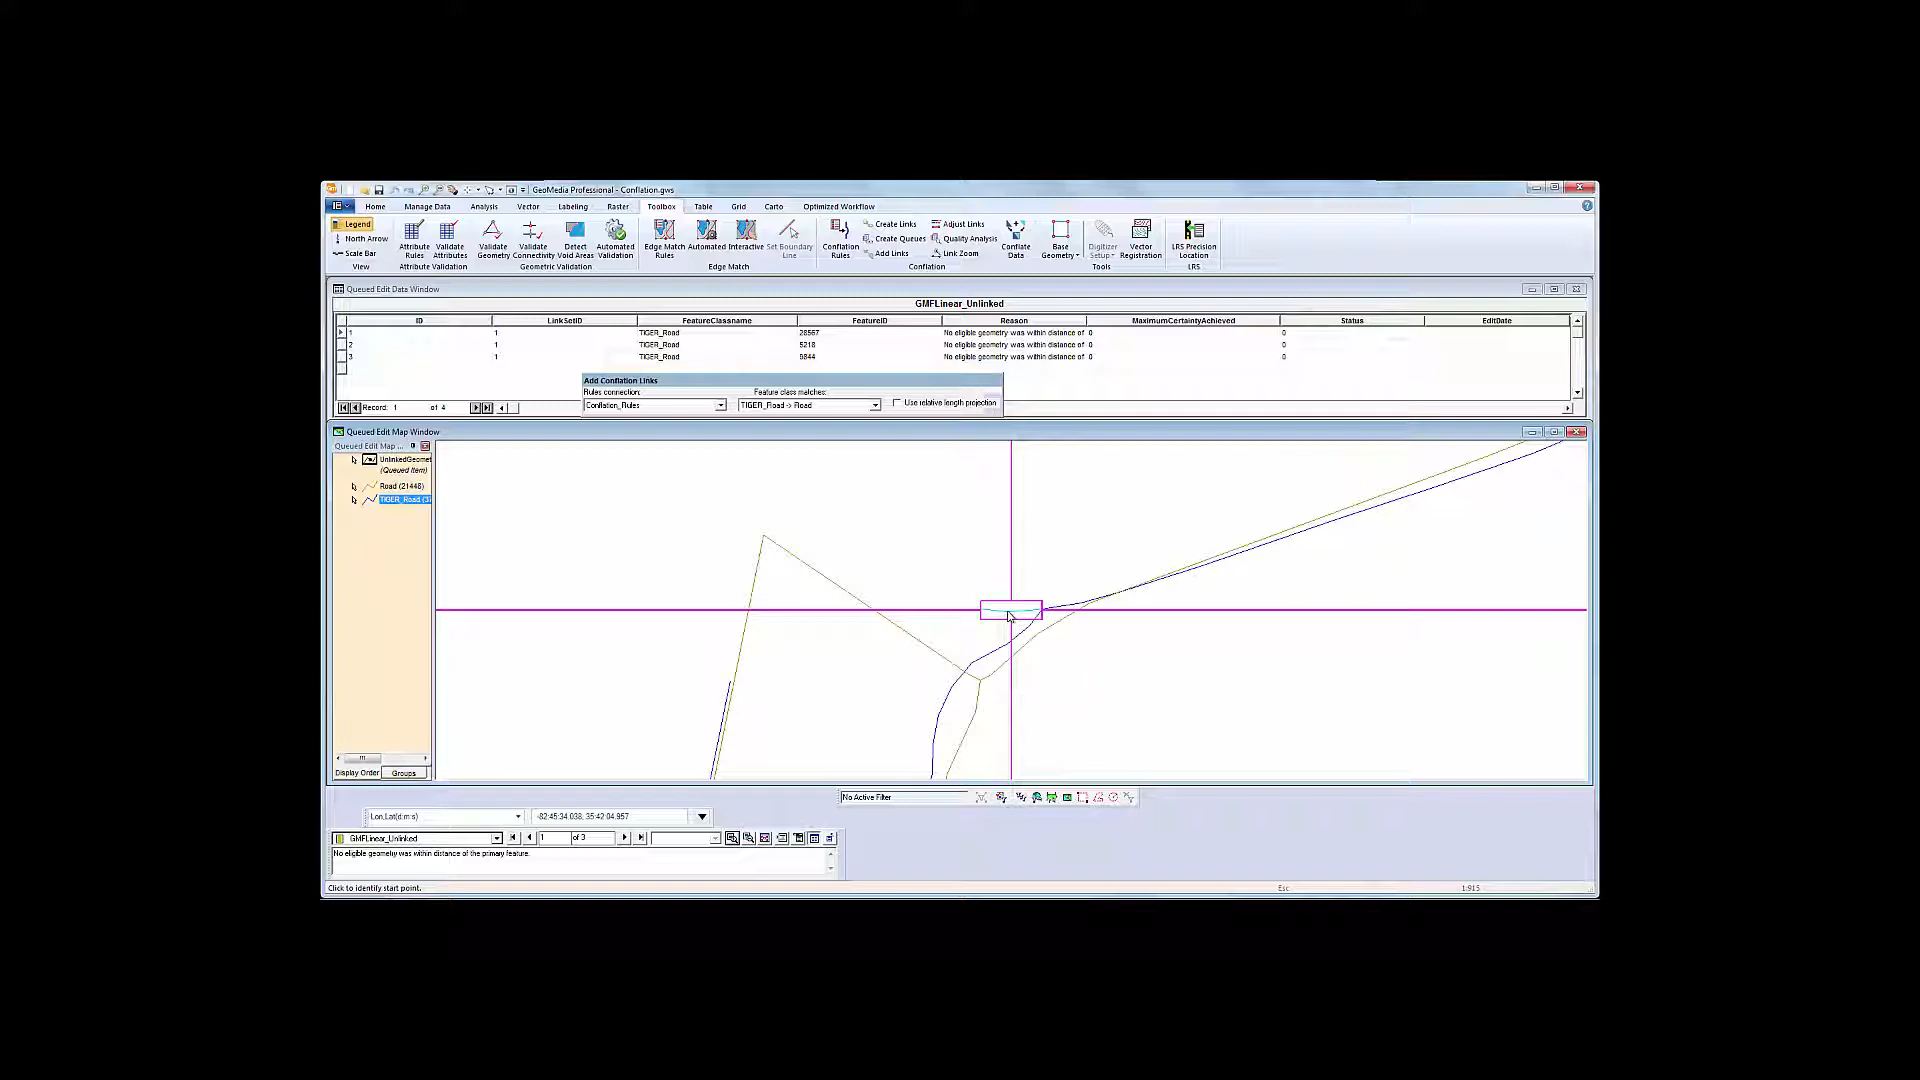 GeoMedia Professional - Conflation.gws
Home Manage Data Analysis Vector Labeling Raster Toolbox Table Grid Carto Optimized Workflow
Legend
North Arrow
Scale Bar
View
Attribute Rules
Validate Attributes
Attribute Validation
Validate Geometry
Validate Connectivity
Detect Void Areas
Automated Validation
Geometric Validation
Edge Match Rules
Automated
Interactive
Set Boundary Line
Edge Match
Conflation Rules
Create Links
Create Queues
Add Links
Adjust Links
Quality Analysis
Link Zoom
Conflate Data
Conflation
Base Geometry
Digitizer Setup
Vector Registration
Tools
LRS Precision Location
LRS
Queued Edit Data Window
GMFLinear_Unlinked
ID LinkSetID FeatureClassname FeatureID Reason MaximumCertaintyAchieved Status EditDate
1 1 TIGER_Road 28567 No eligible geometry was within distance of 0 0
2 1 TIGER_Road 5218 No eligible geometry was within distance of 0 0
3 1 TIGER_Road 9844 No eligible geometry was within distance of 0 0
Record: 1 of 4
Add Conflation Links
Rules connection: Feature class matches:
Conflation_Rules TIGER_Road -> Road Use relative length projection
Queued Edit Map Window
Queued Edit Map ...
UnlinkedGeomet
(Queued Item)
Road (21448)
TIGER_Road (37
Display Order Groups
No Active Filter
Lon,Lat(d:m:s) -82:45:34.038, 35:42:04.957
GMFLinear_Unlinked 1 of 3
No eligible geometry was within distance of the primary feature.
Click to identify start point. Esc 1:915